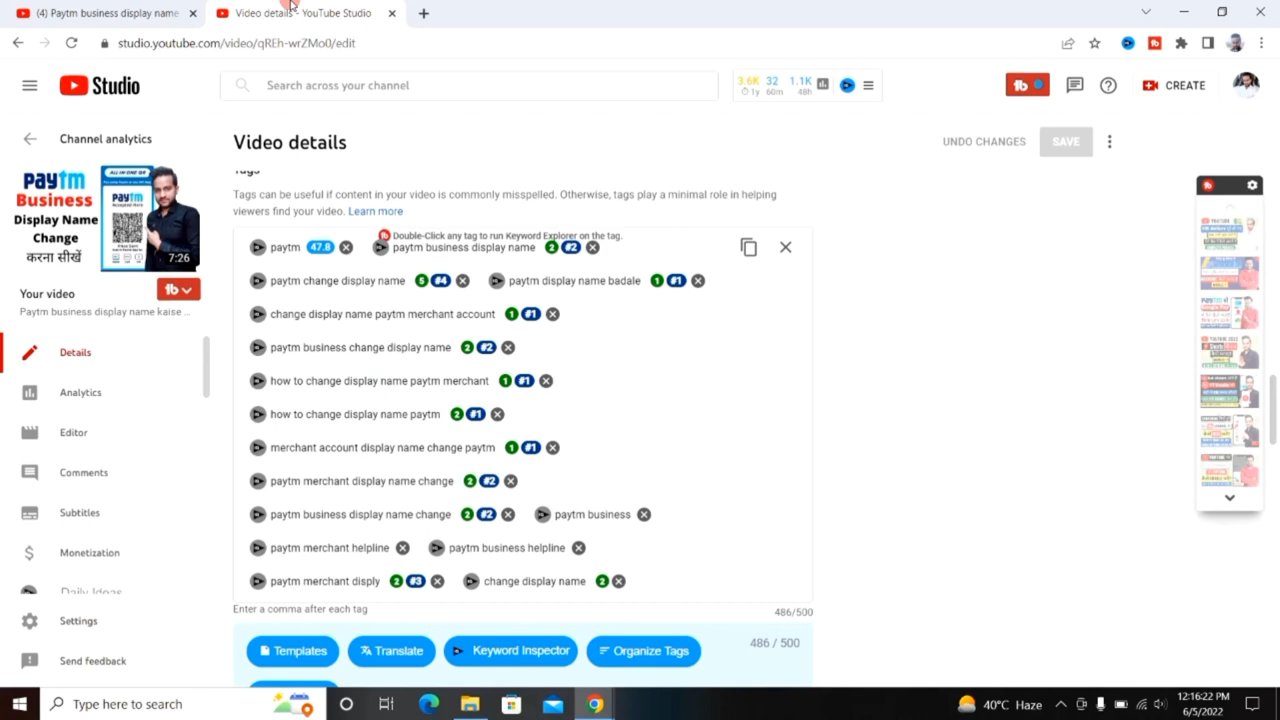 (4) Paytm business display name
Video details - YouTube Studio
studio.youtube.com/video/qREh-wrZMo0/edit
Studio
Search across your channel
3.6K 32 1.1K
1y 60m 48h
CREATE
Channel analytics
Video details
UNDO CHANGES
SAVE
Tags
Tags can be useful if content in your video is commonly misspelled. Otherwise, tags play a minimal role in helping
viewers find your video. Learn more
paytm
Business
Display Name
Change
करना सीखें
7:26
Double-Click any tag to run Keyword Explorer on the tag.
paytm 47.8 paytm business display name 2 #2
paytm change display name 5 #4 paytm display name badale 1 #1
Your video
Paytm business display name kaise ...
change display name paytm merchant account 1 #1
paytm business change display name 2 #2
how to change display name paytm merchant 1 #1
how to change display name paytm 2 #1
merchant account display name change paytm 1 #1
paytm merchant display name change 2 #2
paytm business display name change 2 #2 paytm business
paytm merchant helpline paytm business helpline
paytm merchant disply 2 #3 change display name 2
Details
Analytics
Editor
Comments
Subtitles
Monetization
Daily Ideas
Settings
Send feedback
Enter a comma after each tag
486/500
Templates
Translate
Keyword Inspector
Organize Tags
486 / 500
Type here to search
40°C Haze
12:16:22 PM
6/5/2022